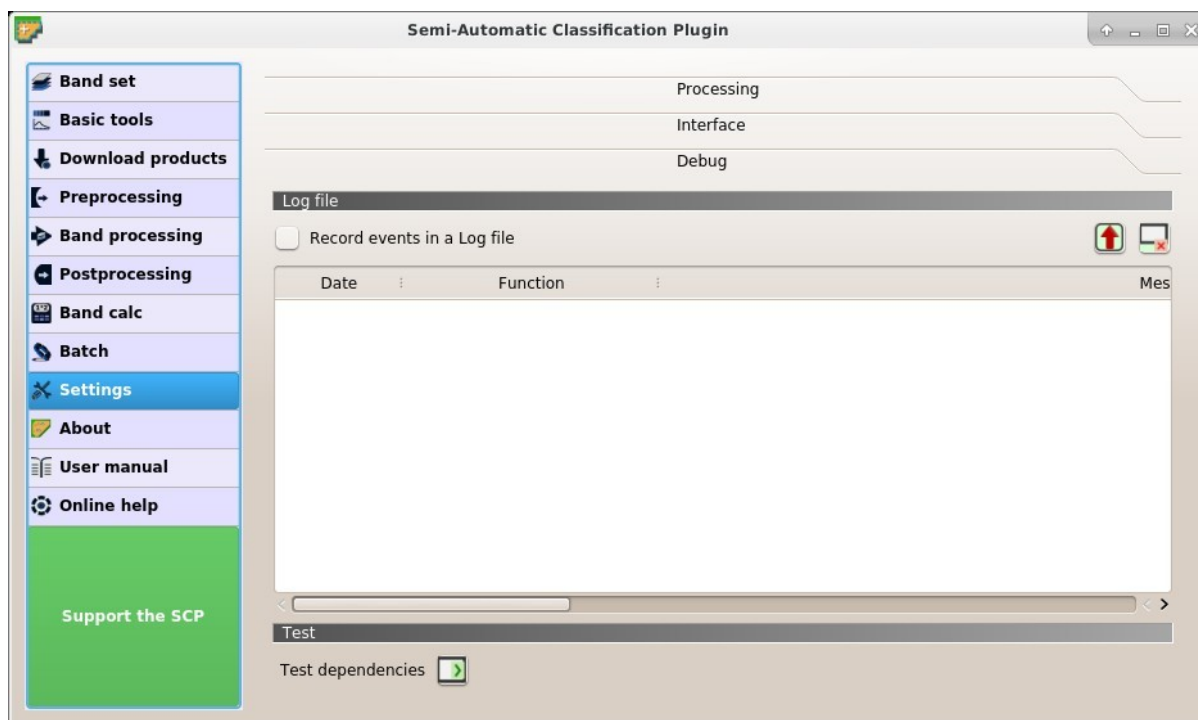 Semi-Automatic Classification Plugin
Band set
Basic tools
Download products
Preprocessing
Band processing
Postprocessing
Band calc
Batch
Settings
About
User manual
Online help
Support the SCP
Processing
Interface
Debug
Log file
Record events in a Log file
Date Function Mes
Test
Test dependencies